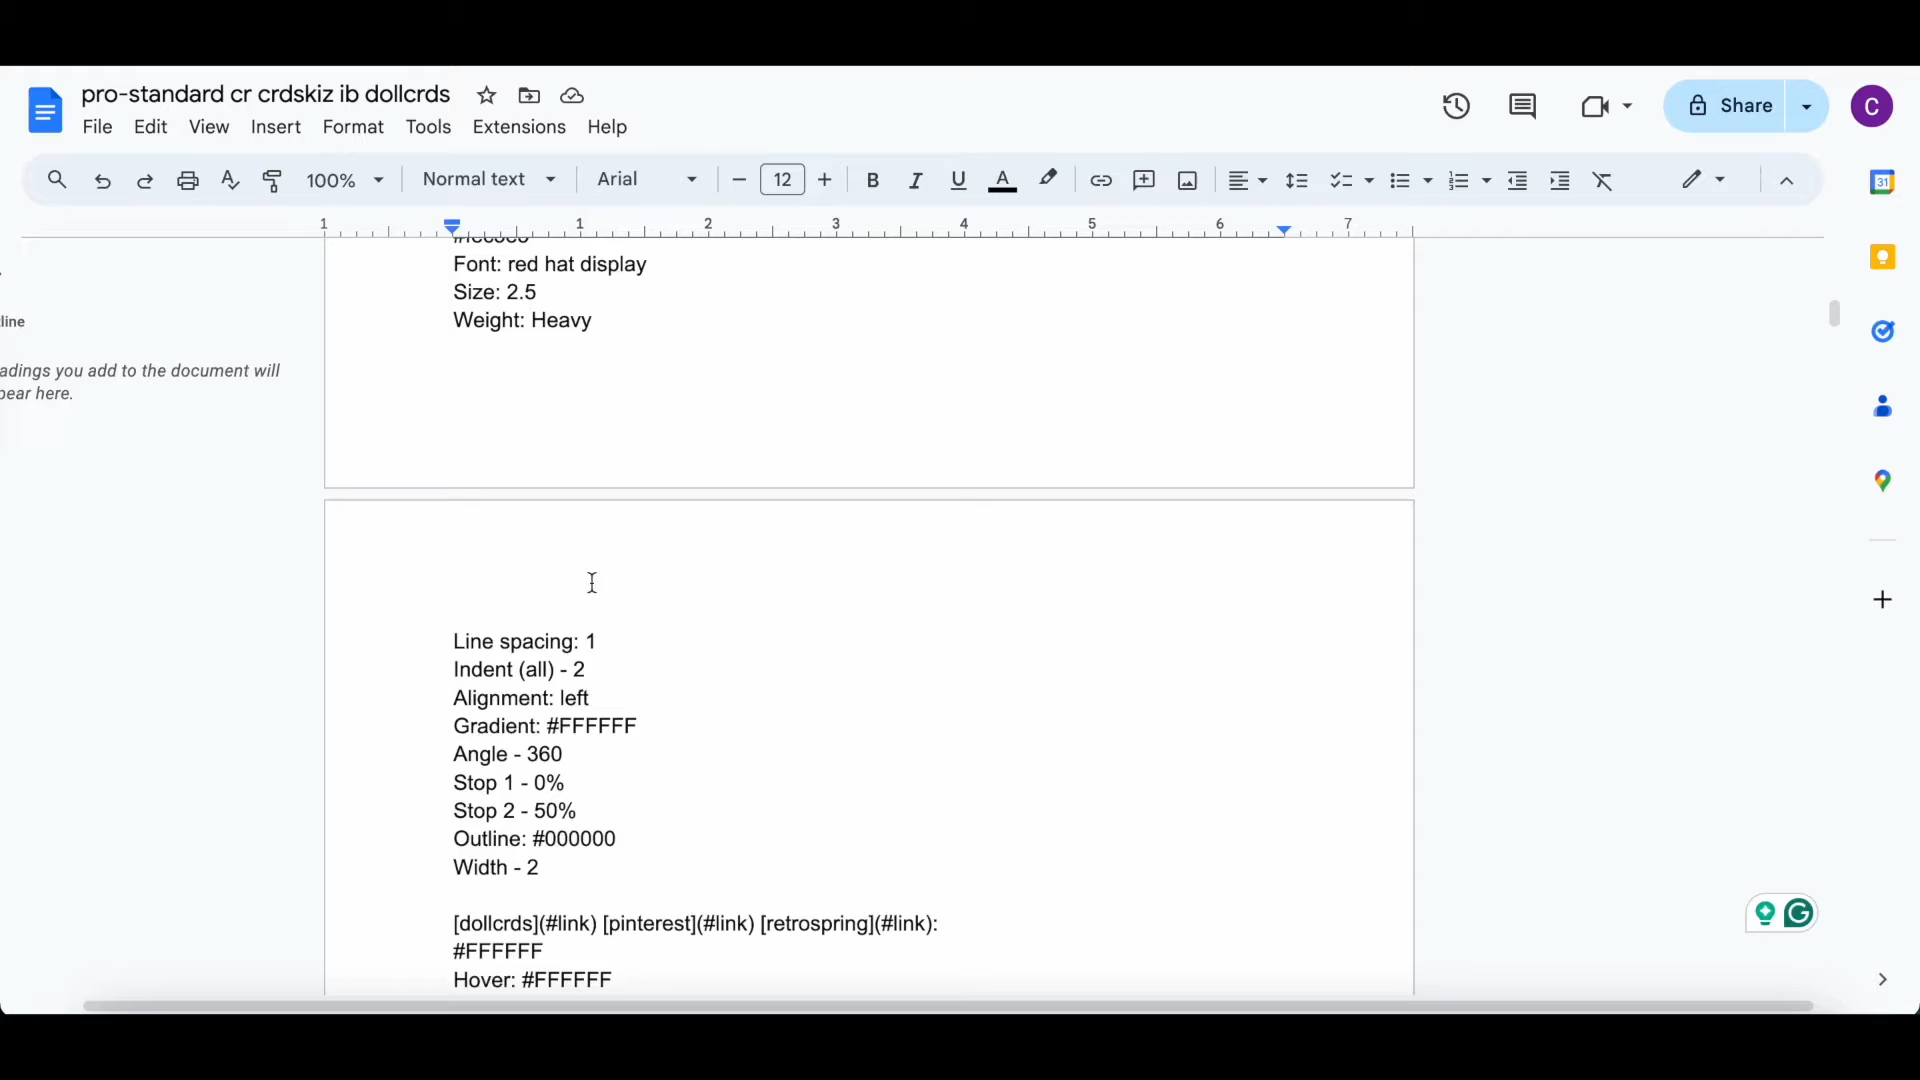 pro-standard cr crdskiz ib dollcrds
File Edit View Insert Format Tools Extensions Help
Share
C
100% Normal text Arial 12
1 1 2 3 4 5 6 7
31
Font: red hat display
Size: 2.5
Weight: Heavy
line
adings you add to the document will
pear here.
Line spacing: 1
Indent (all) - 2
Alignment: left
Gradient: #FFFFFF
Angle - 360
Stop 1 - 0%
Stop 2 - 50%
Outline: #000000
Width - 2
[dollcrds](#link) [pinterest](#link) [retrospring](#link):
#FFFFFF
Hover: #FFFFFF